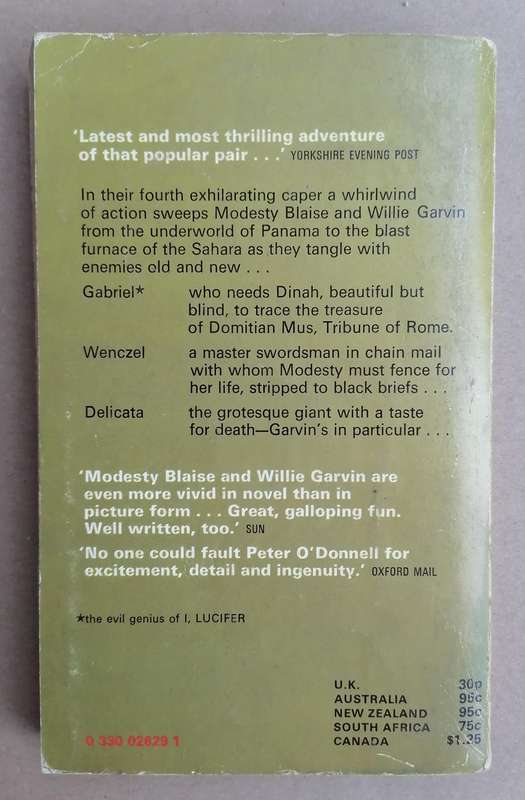 'Latest and most thrilling adventure
of that popular pair . . .' YORKSHIRE EVENING POST
In their fourth exhilarating caper a whirlwind
of action sweeps Modesty Blaise and Willie Garvin
from the underworld of Panama to the blast
furnace of the Sahara as they tangle with
enemies old and new . . .
Gabriel* who needs Dinah, beautiful but
blind, to trace the treasure
of Domitian Mus, Tribune of Rome.
Wenczel a master swordsman in chain mail
with whom Modesty must fence for
her life, stripped to black briefs . . .
Delicata the grotesque giant with a taste
for death—Garvin's in particular . . .
'Modesty Blaise and Willie Garvin are
even more vivid in novel than in
picture form . . . Great, galloping fun.
Well written, too.' SUN
'No one could fault Peter O'Donnell for
excitement, detail and ingenuity.' OXFORD MAIL
*the evil genius of I, LUCIFER
U.K. 30p
AUSTRALIA 95c
NEW ZEALAND 95c
SOUTH AFRICA 75c
CANADA $1.25
0 330 02629 1